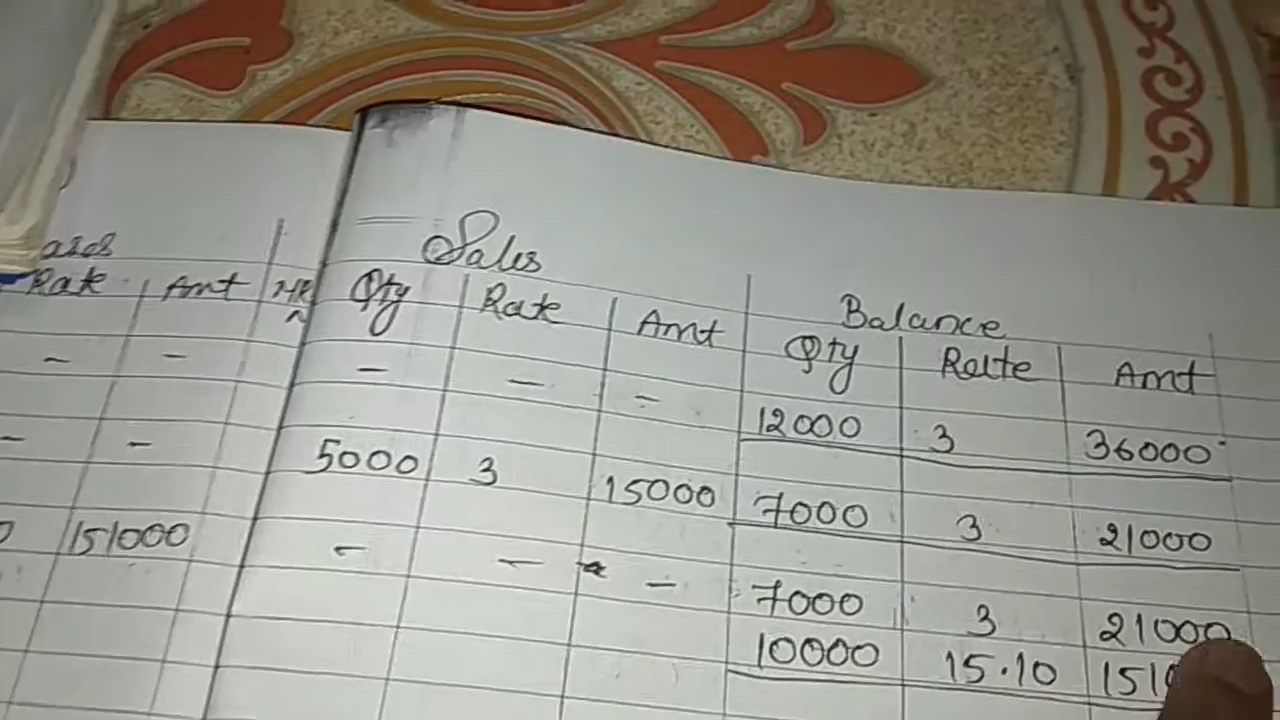 Sales
Balance
Rate Amt Qty Rate Amt Qty Rate Amt
– – – – – 12000 3 36000
– – 5000 3 15000 7000 3 21000
151000 – – – 7000 3 21000
10000 15.10